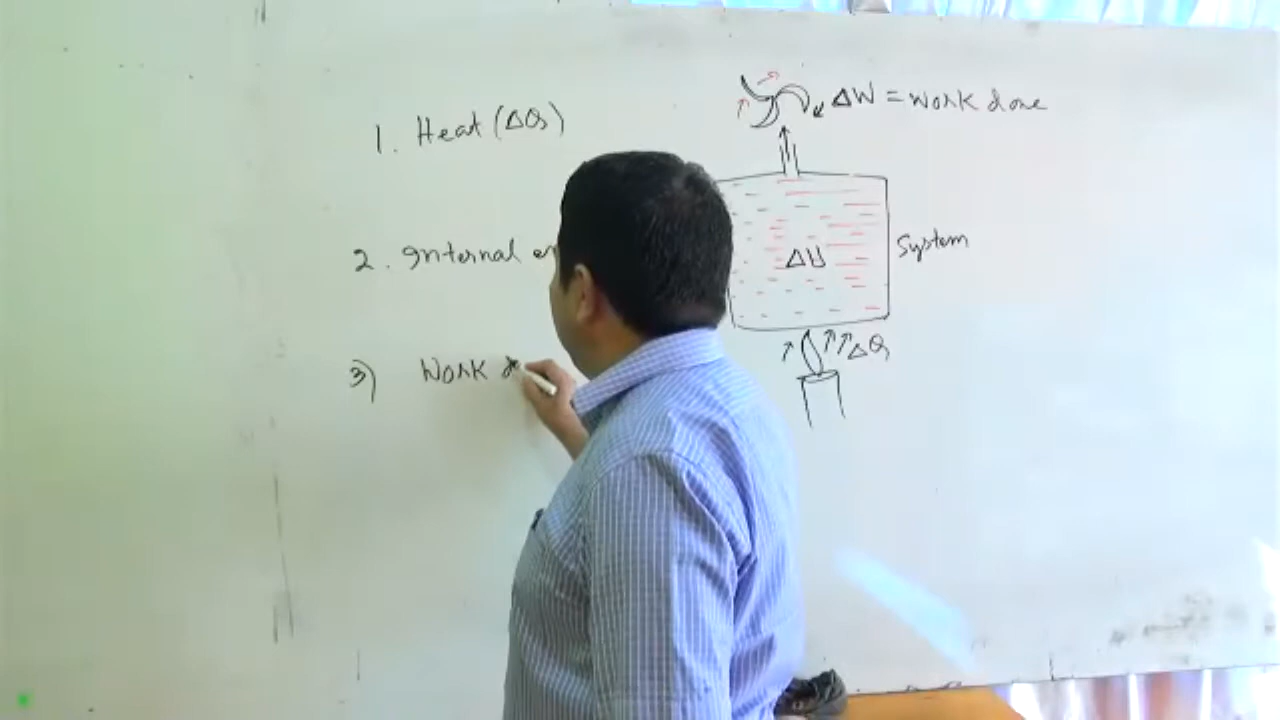 1. Heat (ΔQ)
2. Internal
3) Work
ΔW = Work done
ΔU
System
ΔQ